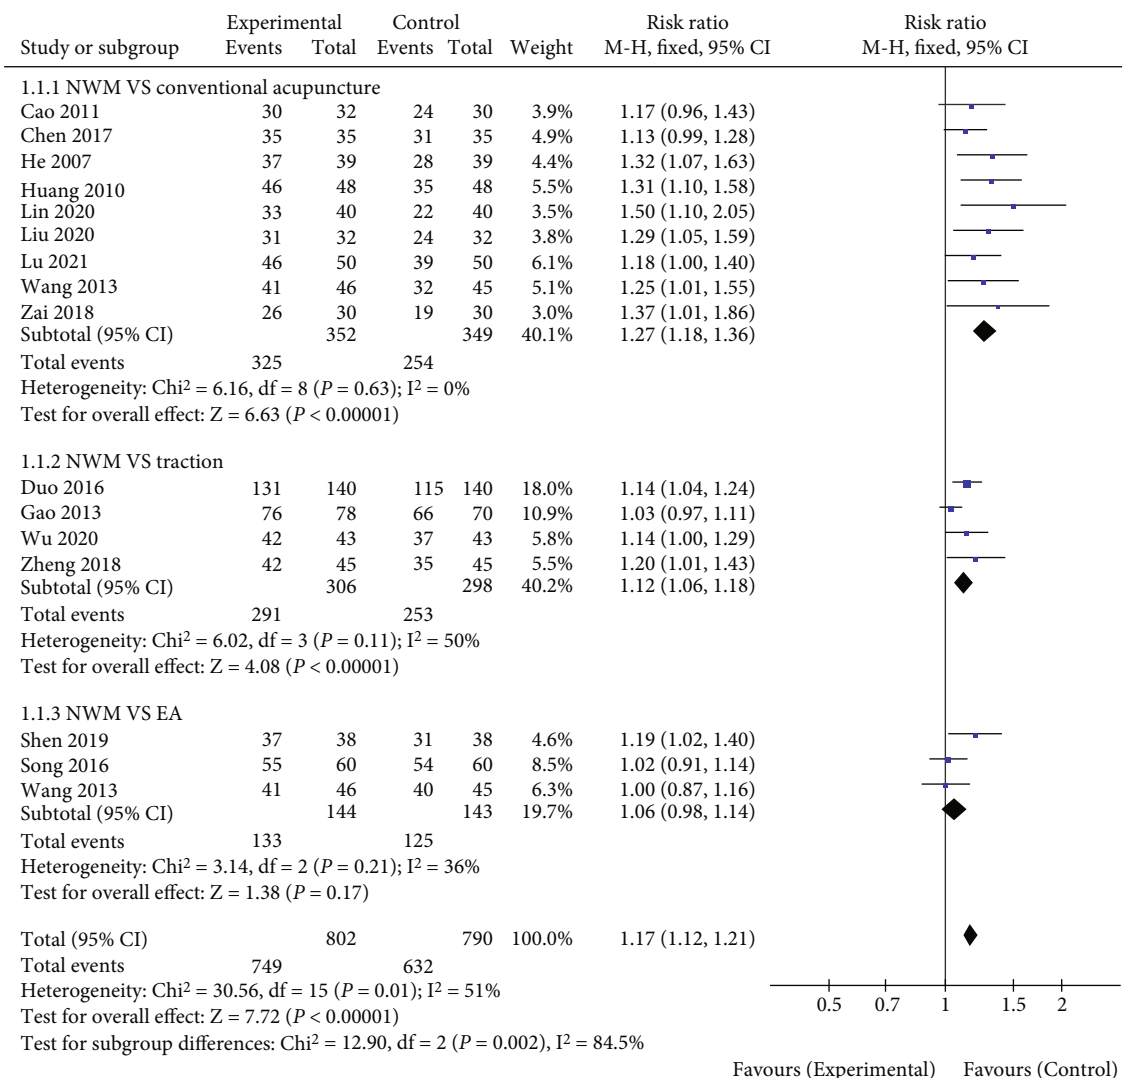 Experimental Control Risk ratio Risk ratio
Study or subgroup Events Total Events Total Weight M-H, fixed, 95% CI M-H, fixed, 95% CI
1.1.1 NWM VS conventional acupuncture
Cao 2011 30 32 24 30 3.9% 1.17 (0.96, 1.43)
Chen 2017 35 35 31 35 4.9% 1.13 (0.99, 1.28)
He 2007 37 39 28 39 4.4% 1.32 (1.07, 1.63)
Huang 2010 46 48 35 48 5.5% 1.31 (1.10, 1.58)
Lin 2020 33 40 22 40 3.5% 1.50 (1.10, 2.05)
Liu 2020 31 32 24 32 3.8% 1.29 (1.05, 1.59)
Lu 2021 46 50 39 50 6.1% 1.18 (1.00, 1.40)
Wang 2013 41 46 32 45 5.1% 1.25 (1.01, 1.55)
Zai 2018 26 30 19 30 3.0% 1.37 (1.01, 1.86)
Subtotal (95% CI) 352 349 40.1% 1.27 (1.18, 1.36)
Total events 325 254
Heterogeneity: Chi² = 6.16, df = 8 (P = 0.63); I² = 0%
Test for overall effect: Z = 6.63 (P < 0.00001)
1.1.2 NWM VS traction
Duo 2016 131 140 115 140 18.0% 1.14 (1.04, 1.24)
Gao 2013 76 78 66 70 10.9% 1.03 (0.97, 1.11)
Wu 2020 42 43 37 43 5.8% 1.14 (1.00, 1.29)
Zheng 2018 42 45 35 45 5.5% 1.20 (1.01, 1.43)
Subtotal (95% CI) 306 298 40.2% 1.12 (1.06, 1.18)
Total events 291 253
Heterogeneity: Chi² = 6.02, df = 3 (P = 0.11); I² = 50%
Test for overall effect: Z = 4.08 (P < 0.00001)
1.1.3 NWM VS EA
Shen 2019 37 38 31 38 4.6% 1.19 (1.02, 1.40)
Song 2016 55 60 54 60 8.5% 1.02 (0.91, 1.14)
Wang 2013 41 46 40 45 6.3% 1.00 (0.87, 1.16)
Subtotal (95% CI) 144 143 19.7% 1.06 (0.98, 1.14)
Total events 133 125
Heterogeneity: Chi² = 3.14, df = 2 (P = 0.21); I² = 36%
Test for overall effect: Z = 1.38 (P = 0.17)
Total (95% CI) 802 790 100.0% 1.17 (1.12, 1.21)
Total events 749 632
Heterogeneity: Chi² = 30.56, df = 15 (P = 0.01); I² = 51%
Test for overall effect: Z = 7.72 (P < 0.00001)
Test for subgroup differences: Chi² = 12.90, df = 2 (P = 0.002), I² = 84.5%
0.5 0.7 1 1.5 2
Favours (Experimental) Favours (Control)